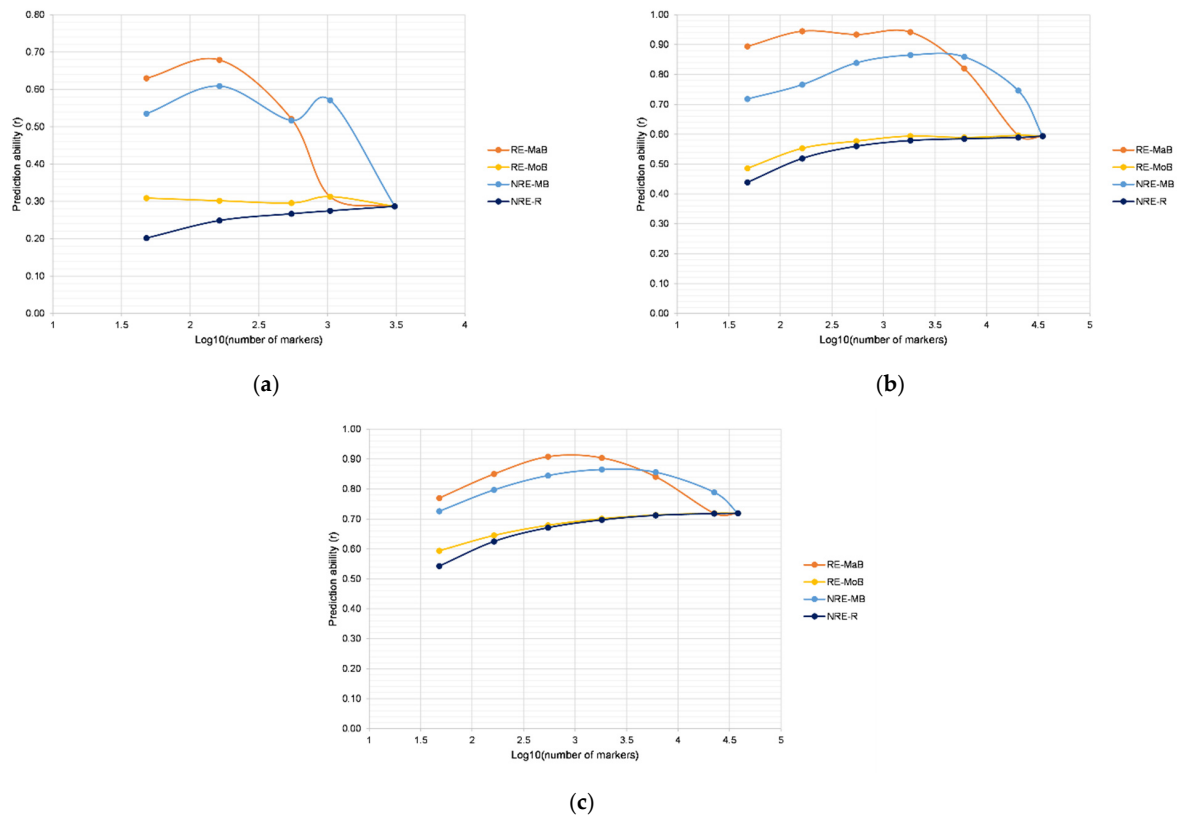 0.80
0.70
0.60
0.50
0.40
0.30
0.20
0.10
0.00
Prediction ability (r)
1 1.5 2 2.5 3 3.5 4
Log10(number of markers)
RE-MaB
RE-MoB
NRE-MB
NRE-R
(a)
1.00
0.90
0.80
0.70
0.60
0.50
0.40
0.30
0.20
0.10
0.00
Prediction ability (r)
1 1.5 2 2.5 3 3.5 4 4.5 5
Log10(number of markers)
RE-MaB
RE-MoB
NRE-MB
NRE-R
(b)
1.00
0.90
0.80
0.70
0.60
0.50
0.40
0.30
0.20
0.10
0.00
Prediction ability (r)
1 1.5 2 2.5 3 3.5 4 4.5 5
Log10(number of markers)
RE-MaB
RE-MoB
NRE-MB
NRE-R
(c)